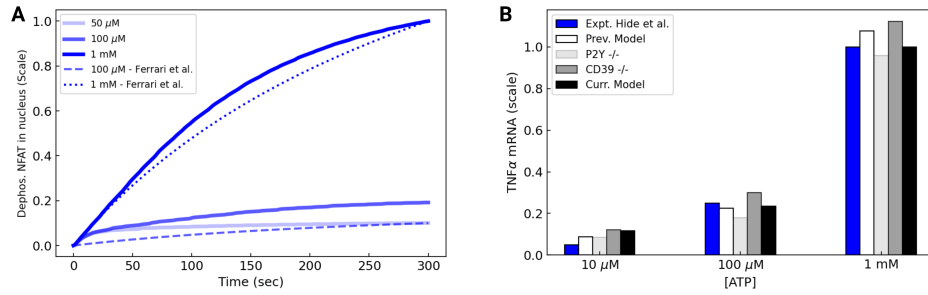 A
Dephos. NFAT in nucleus (Scale)
1.0
0.8
0.6
0.4
0.2
0.0
50 μM
100 μM
1 mM
100 μM - Ferrari et al.
1 mM - Ferrari et al.
0
50
100
150
200
250
300
Time (sec)
B
TNFα mRNA (scale)
1.0
0.8
0.6
0.4
0.2
0.0
Expt. Hide et al.
Prev. Model
P2Y -/-
CD39 -/-
Curr. Model
10 μM
100 μM
1 mM
[ATP]